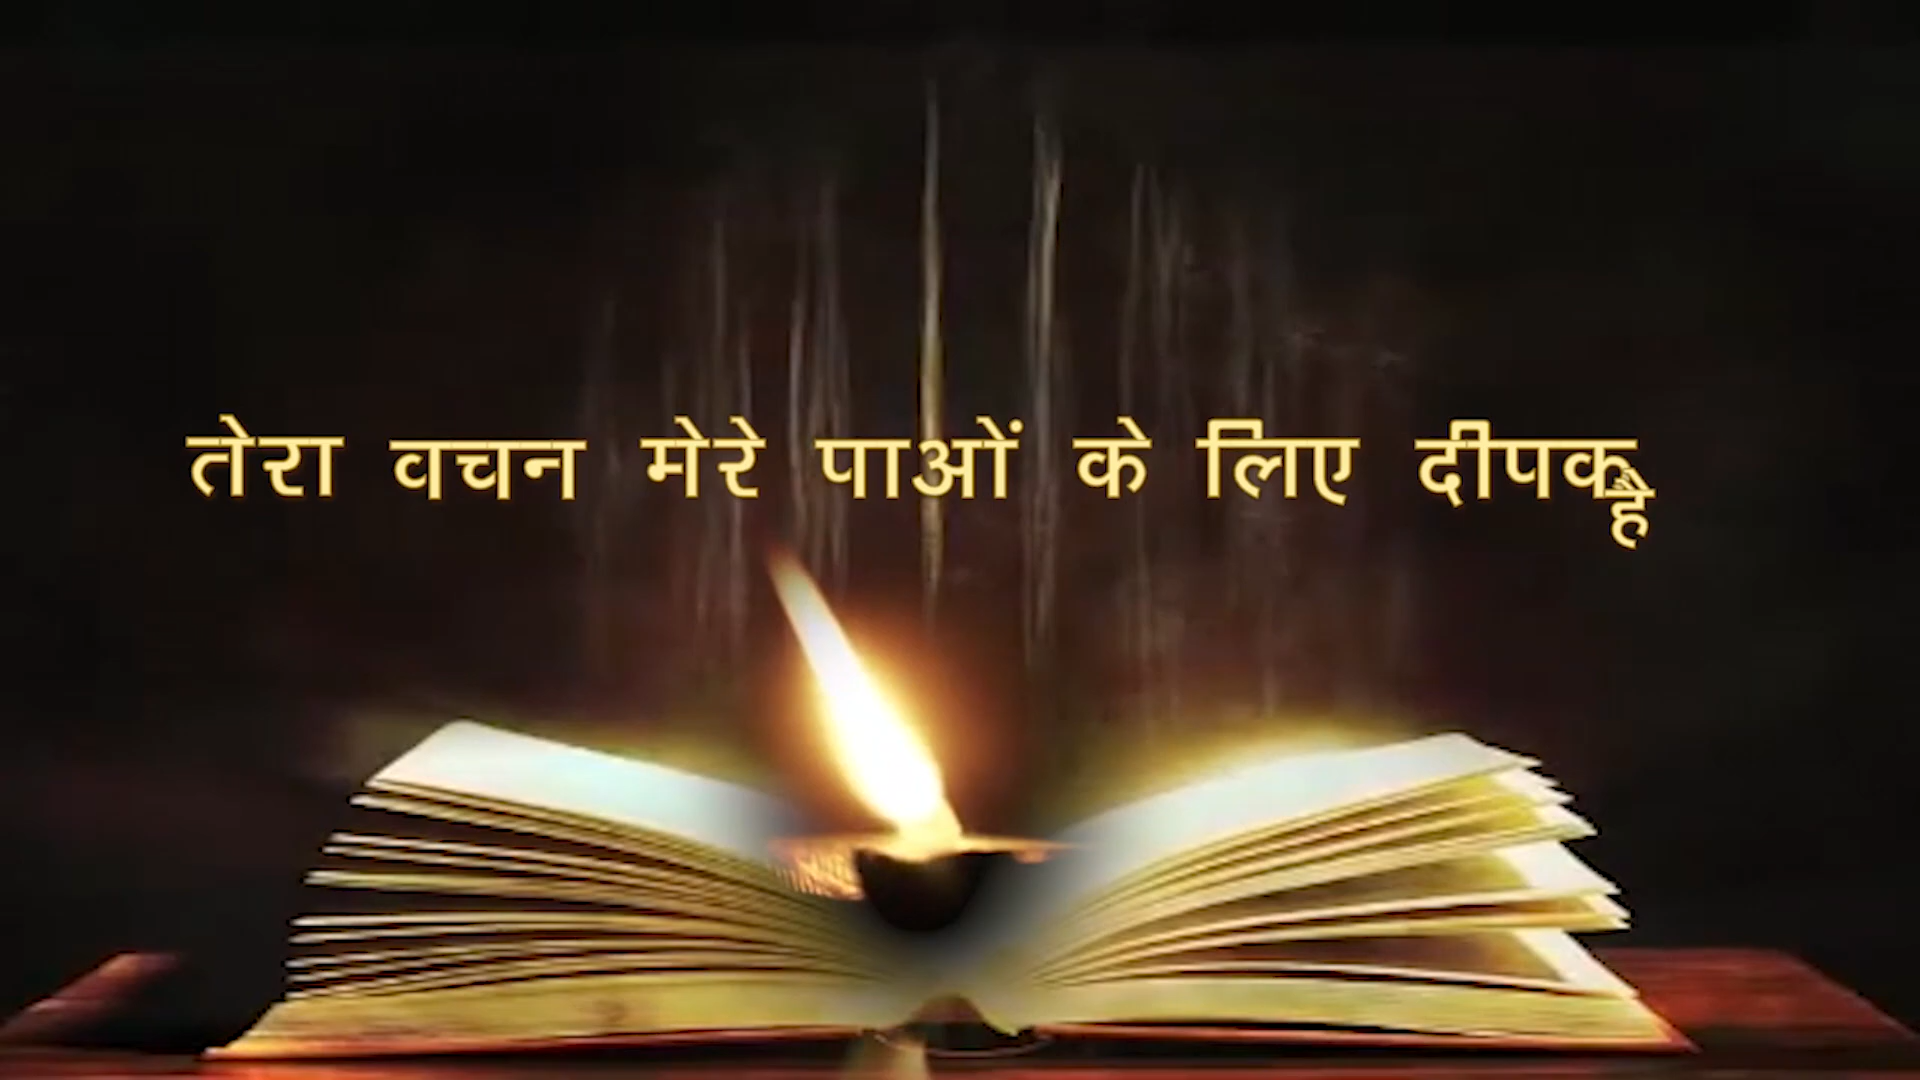 तेरा वचन मेरे पाओं के लिए दीपक है